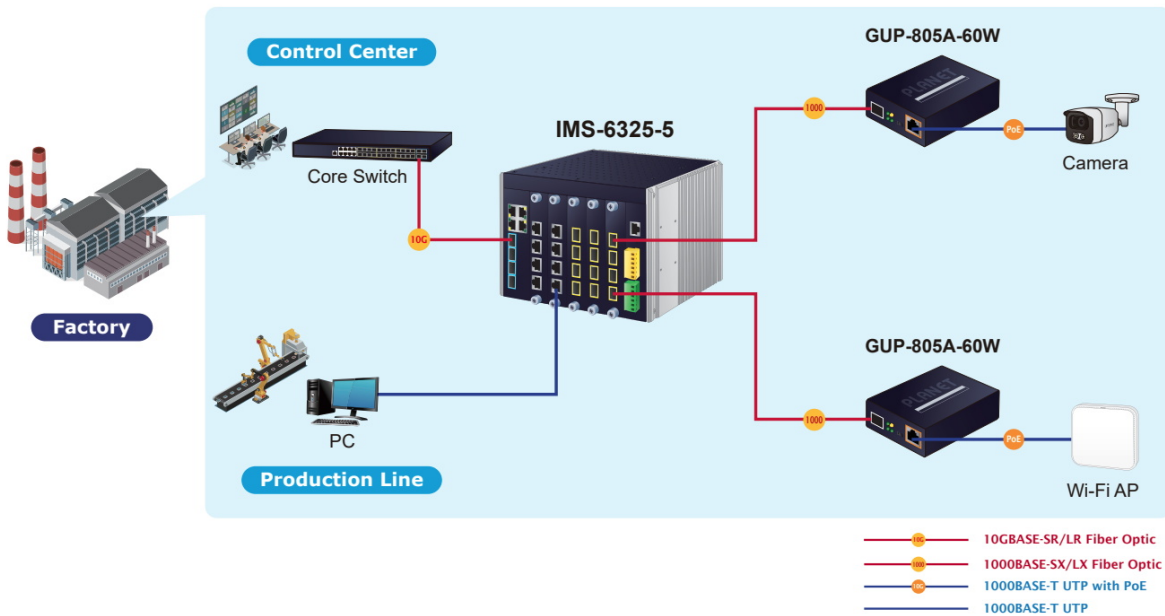 Control Center
Core Switch
10G
IMS-6325-5
GUP-805A-60W
PLANET
1000
PoE
Camera
Factory
PC
Production Line
GUP-805A-60W
PLANET
1000
PoE
Wi-Fi AP
10G 10GBASE-SR/LR Fiber Optic
1000 1000BASE-SX/LX Fiber Optic
10G 1000BASE-T UTP with PoE
1000BASE-T UTP